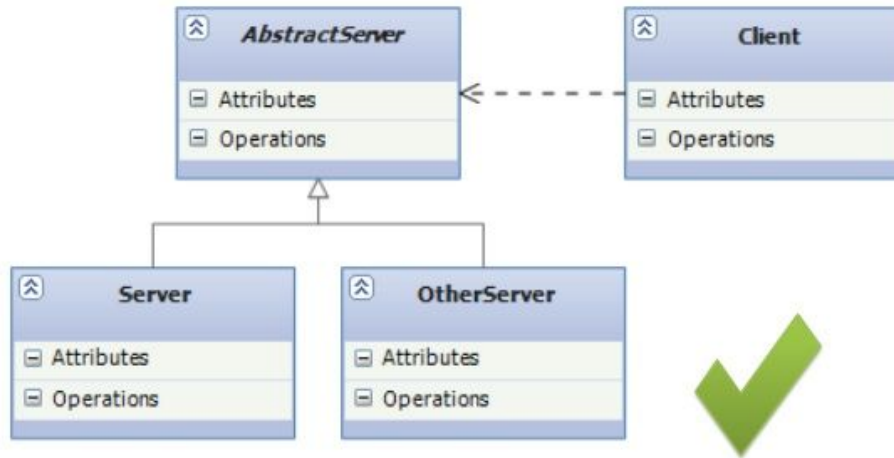 AbstractServer
Client
Attributes
Operations
Attributes
Operations
Server
OtherServer
Attributes
Operations
Attributes
Operations